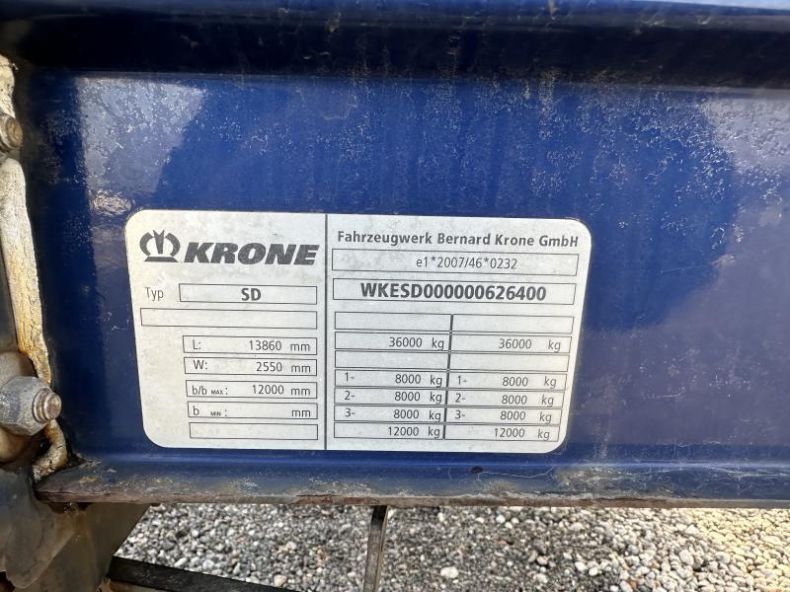 KRONE
Typ SD
L: 13860 mm
W: 2550 mm
b/b MAX: 12000 mm
b MIN: mm
Fahrzeugwerk Bernard Krone GmbH
e1*2007/46*0232
WKESD000000626400
36000 kg 36000 kg
1- 8000 kg 1- 8000 kg
2- 8000 kg 2- 8000 kg
3- 8000 kg 3- 8000 kg
12000 kg 12000 kg